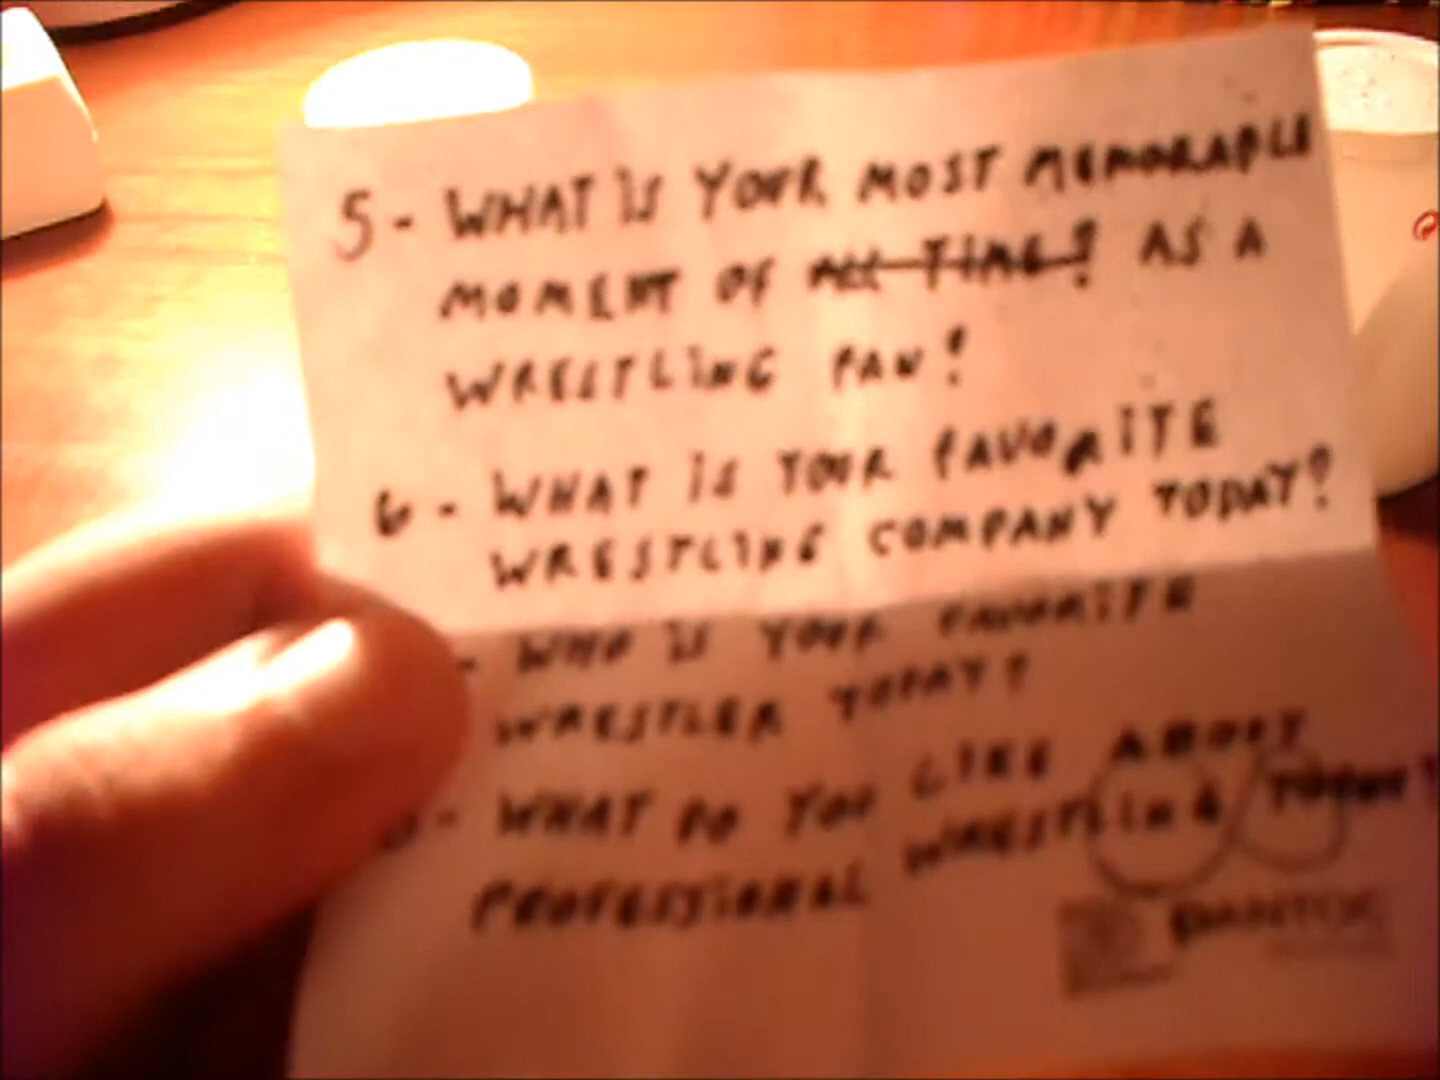 5 - WHAT IS YOUR MOST MEMORABLE
MOMENT OF ALL TIME? AS A
WRESTLING FAN?
6 - WHAT IS YOUR FAVORITE
WRESTLING COMPANY TODAY?
- WHO IS YOUR FAVORITE
WRESTLER TODAY?
- WHAT DO YOU LIKE ABOUT
PROFESSIONAL WRESTLING TODAY?